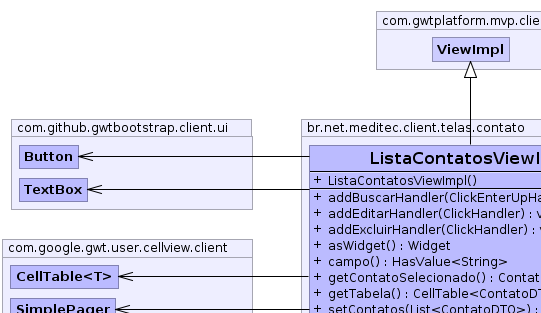 com.gwtplatform.mvp.clie
ViewImpl
com.github.gwtbootstrap.client.ui
Button
TextBox
br.net.meditec.client.telas.contato
ListaContatosViewI
+ ListaContatosViewImpl()
+ addBuscarHandler(ClickEnterUpHa
+ addEditarHandler(ClickHandler) : v
+ addExcluirHandler(ClickHandler) : v
+ asWidget() : Widget
+ campo() : HasValue<String>
+ getContatoSelecionado() : Contat
+ getTabela() : CellTable<ContatoDT
+ setContatos(List<ContatoDTO>) :
com.google.gwt.user.cellview.client
CellTable<T>
SimplePager